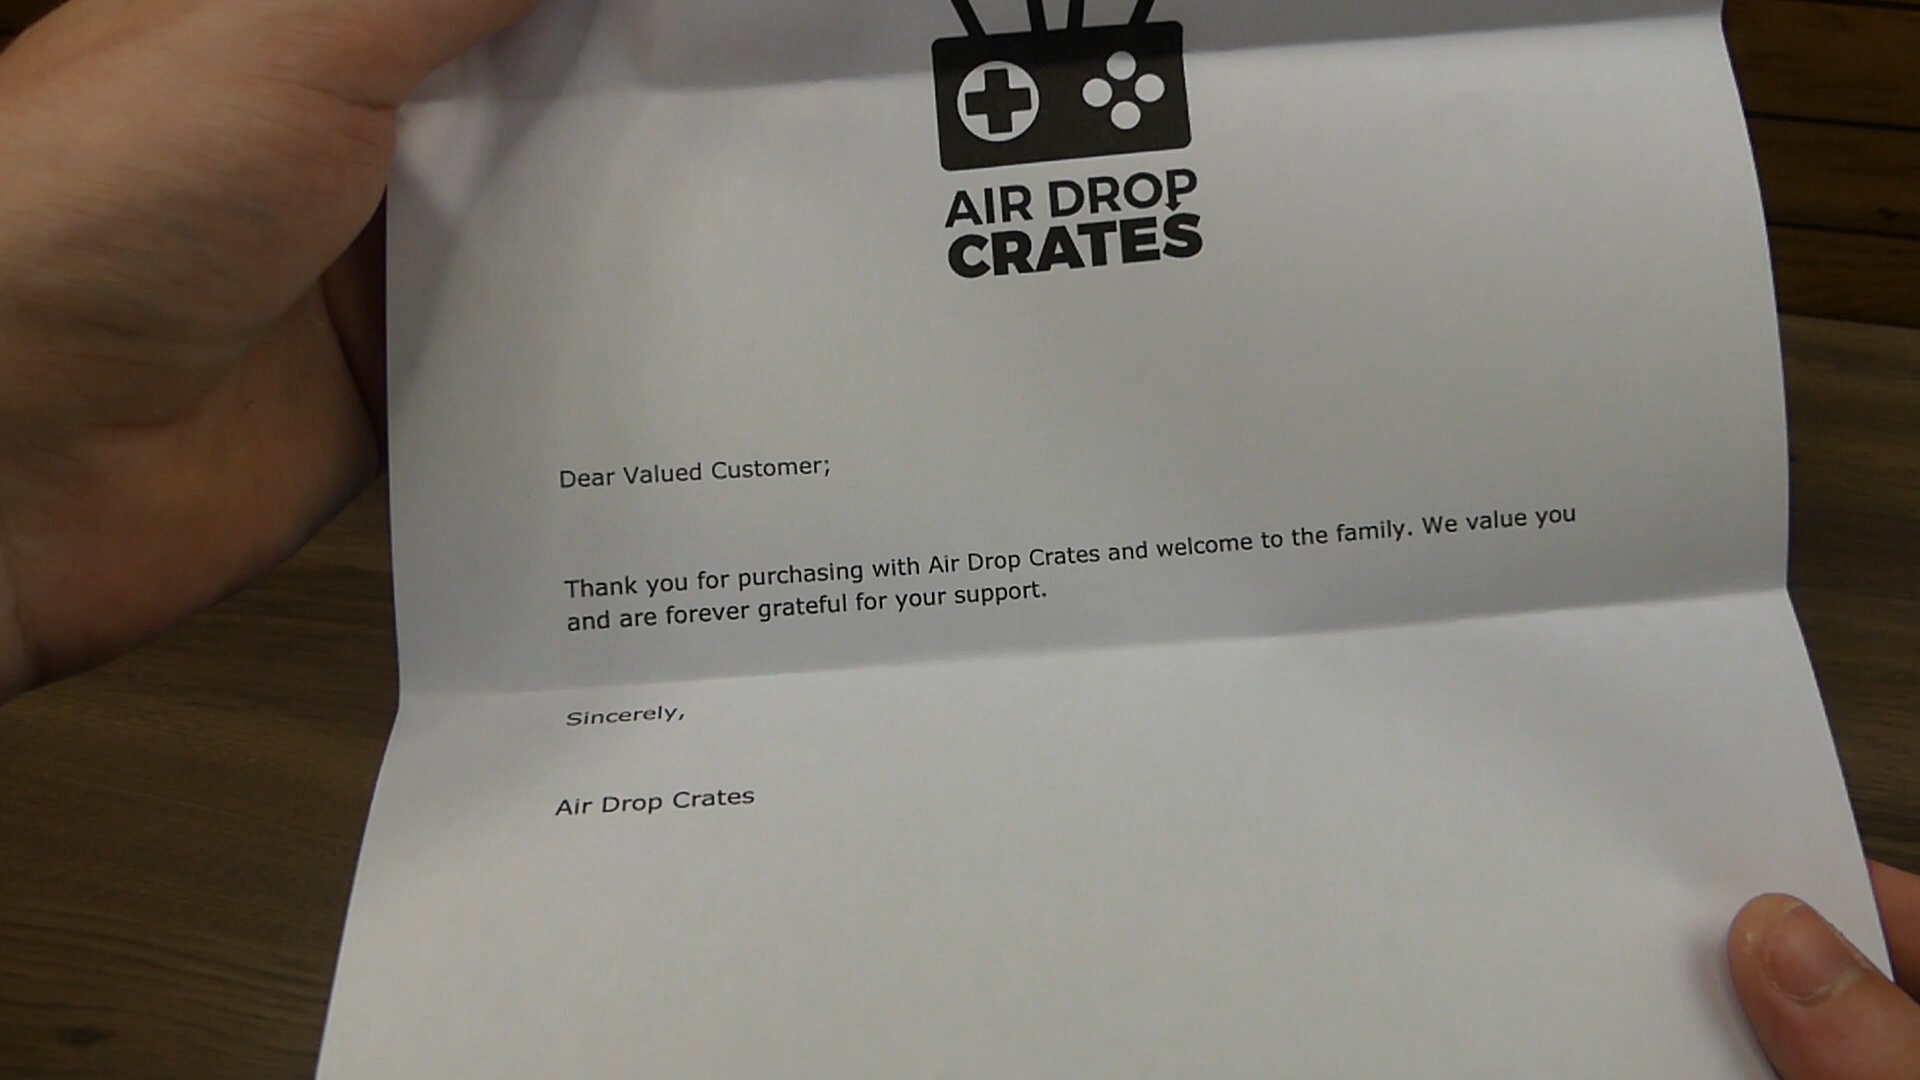 AIR DROP
CRATES
Dear Valued Customer;
Thank you for purchasing with Air Drop Crates and welcome to the family. We value you
and are forever grateful for your support.
Sincerely,
Air Drop Crates